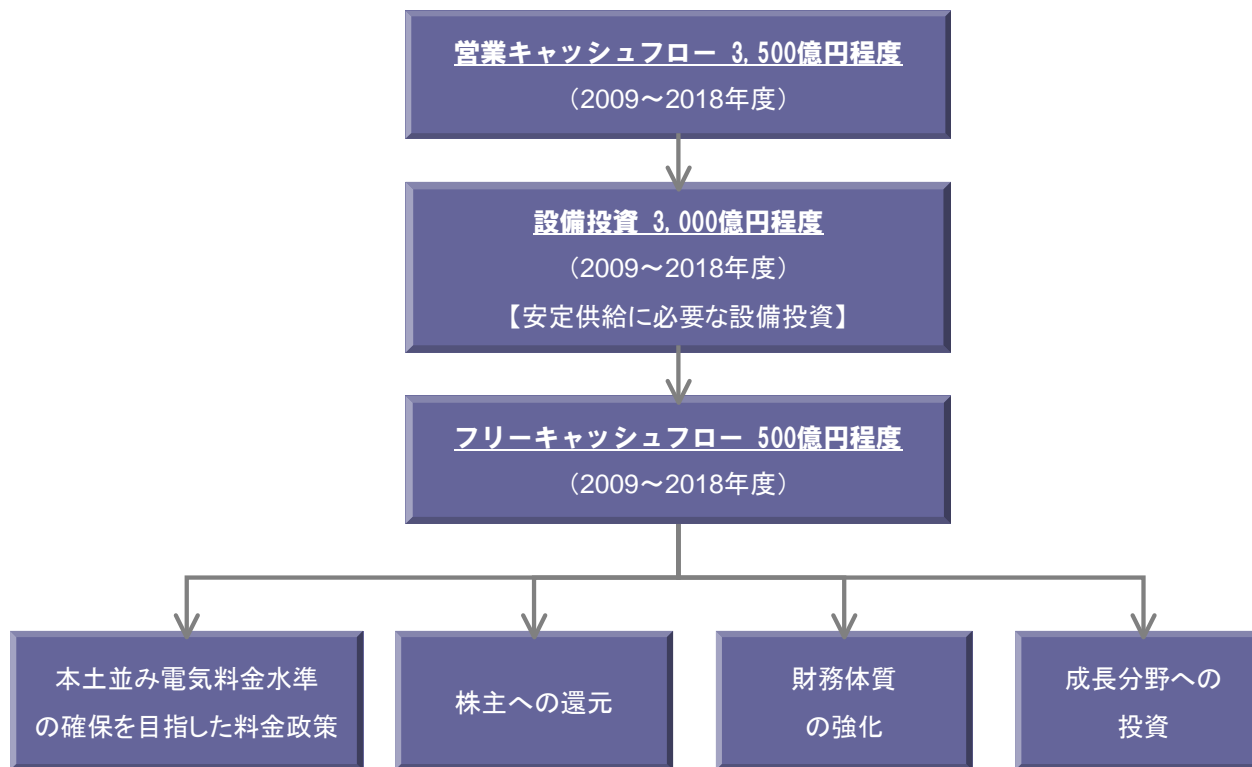 営業キャッシュフロー 3,500億円程度
(2009~2018年度)
設備投資 3,000億円程度
(2009~2018年度)
【安定供給に必要な設備投資】
フリーキャッシュフロー 500億円程度
(2009~2018年度)
本土並み電気料金水準
の確保を目指した料金政策
株主への還元
財務体質
の強化
成長分野への
投資